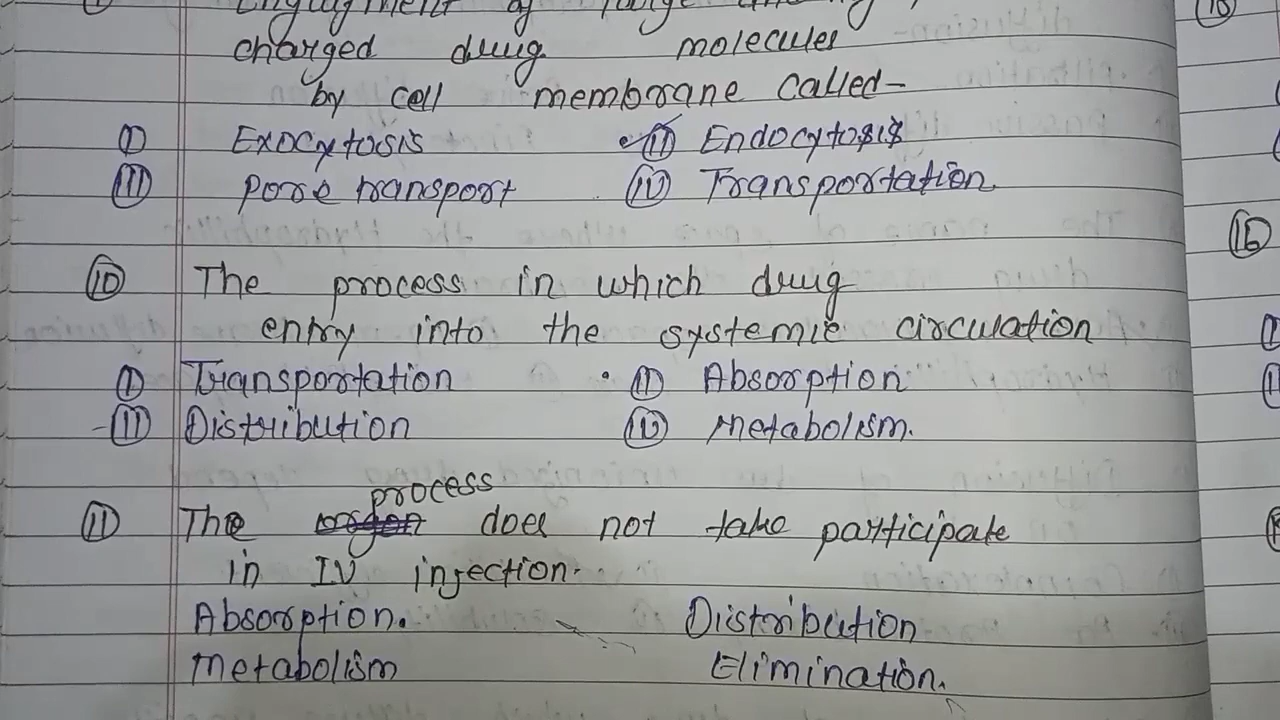 of
charged drug molecules
by cell membrane called-
I Exocytosis II Endocytosis
III pore transport IV Transportation
10 The process in which drug
entry into the systemic circulation
I Transportation II Absorption
III Distribution IV Metabolism.
process
11 The does not take participate
in IV injection.
Absorption. Distribution
Metabolism Elimination.
16